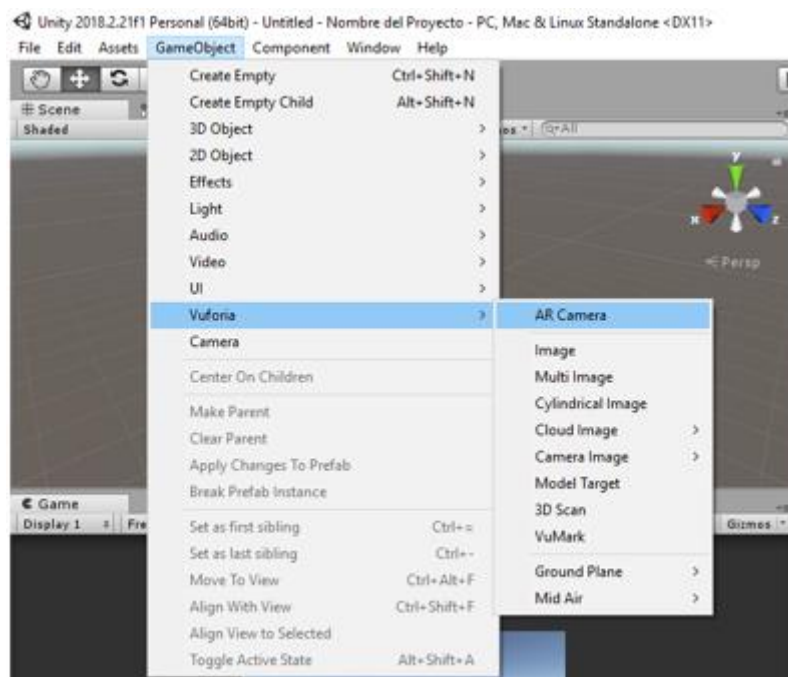 Unity 2018.2.21f1 Personal (64bit) - Untitled - Nombre del Proyecto - PC, Mac & Linux Standalone <DX11>
File Edit Assets GameObject Component Window Help
Create Empty Ctrl+Shift+N
Create Empty Child Alt+Shift+N
3D Object
2D Object
Effects
Light
Audio
Video
UI
Vuforia
Camera
Center On Children
Make Parent
Clear Parent
Apply Changes To Prefab
Break Prefab Instance
Set as first sibling Ctrl+=
Set as last sibling Ctrl+-
Move To View Ctrl+Alt+F
Align With View Ctrl+Shift+F
Align View to Selected
Toggle Active State Alt+Shift+A
AR Camera
Image
Multi Image
Cylindrical Image
Cloud Image
Camera Image
Model Target
3D Scan
VuMark
Ground Plane
Mid Air
Scene
Shaded
All
y
x z
Persp
Game
Display 1 Fre
Gizmos